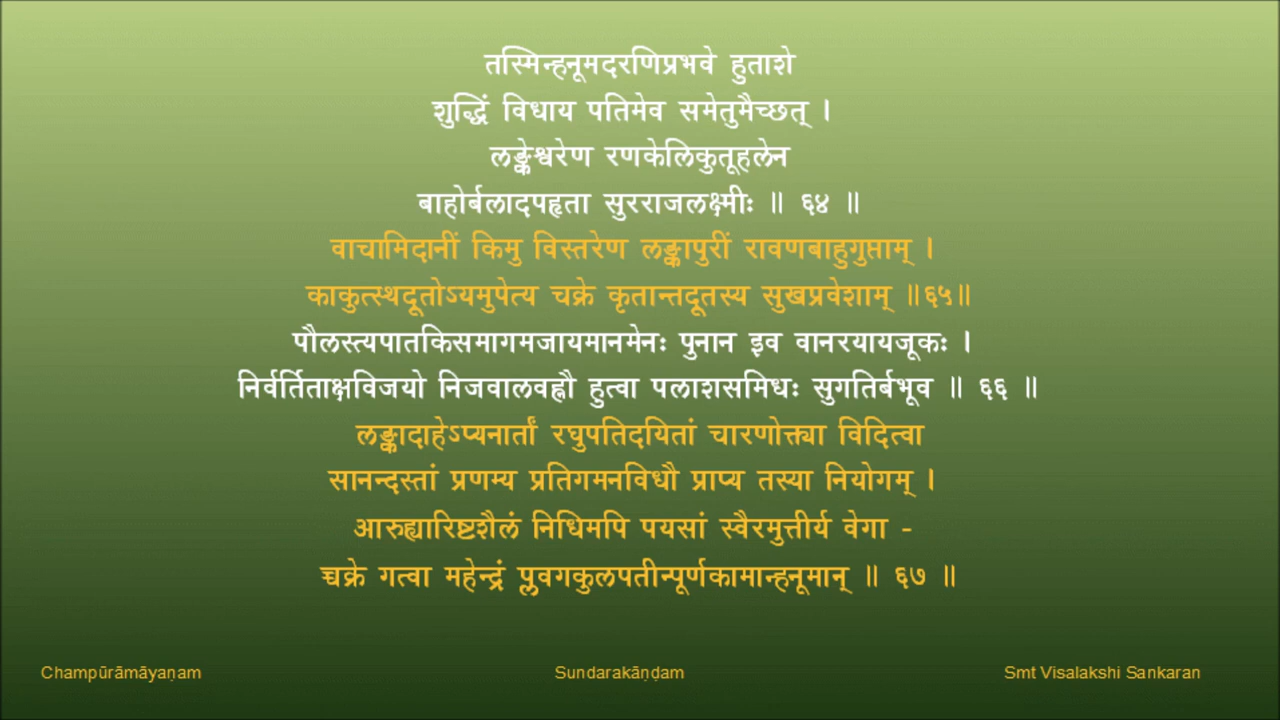 तस्मिन्हनूमदरणिप्रभवे हुताशे
शुद्धिं विधाय पतिमेव समेतुमैच्छत् ।
लङ्केश्वरेण रणकेलिकुतूहलेन
बाहोर्बलादपहृता सुरराजलक्ष्मीः ॥ ६४ ॥
वाचामिदानीं किमु विस्तरेण लङ्कापुरीं रावणबाहुगुप्ताम् ।
काकुत्स्थदूतोऽयमुपेत्य चक्रे कृतान्तदूतस्य सुखप्रवेशाम् ॥६५॥
पौलस्त्यपातकिसमागमजायमानमेनः पुनान इव वानरयायजूकः ।
निर्वर्तिताक्षविजयो निजवालवह्नौ हुत्वा पलाशसमिधः सुगतिर्बभूव ॥ ६६ ॥
लङ्कादाहेऽप्यनार्तां रघुपतिदयितां चारणोक्त्या विदित्वा
सानन्दस्तां प्रणम्य प्रतिगमनविधौ प्राप्य तस्या नियोगम् ।
आरुह्यारिष्टशैलं निधिमपि पयसां स्वैरमुत्तीर्य वेगा -
च्चक्रे गत्वा महेन्द्रं प्लवगकुलपतीन्पूर्णकामान्हनूमान् ॥ ६७ ॥
Champūrāmāyaṇam Sundarakāṇḍam Smt Visalakshi Sankaran